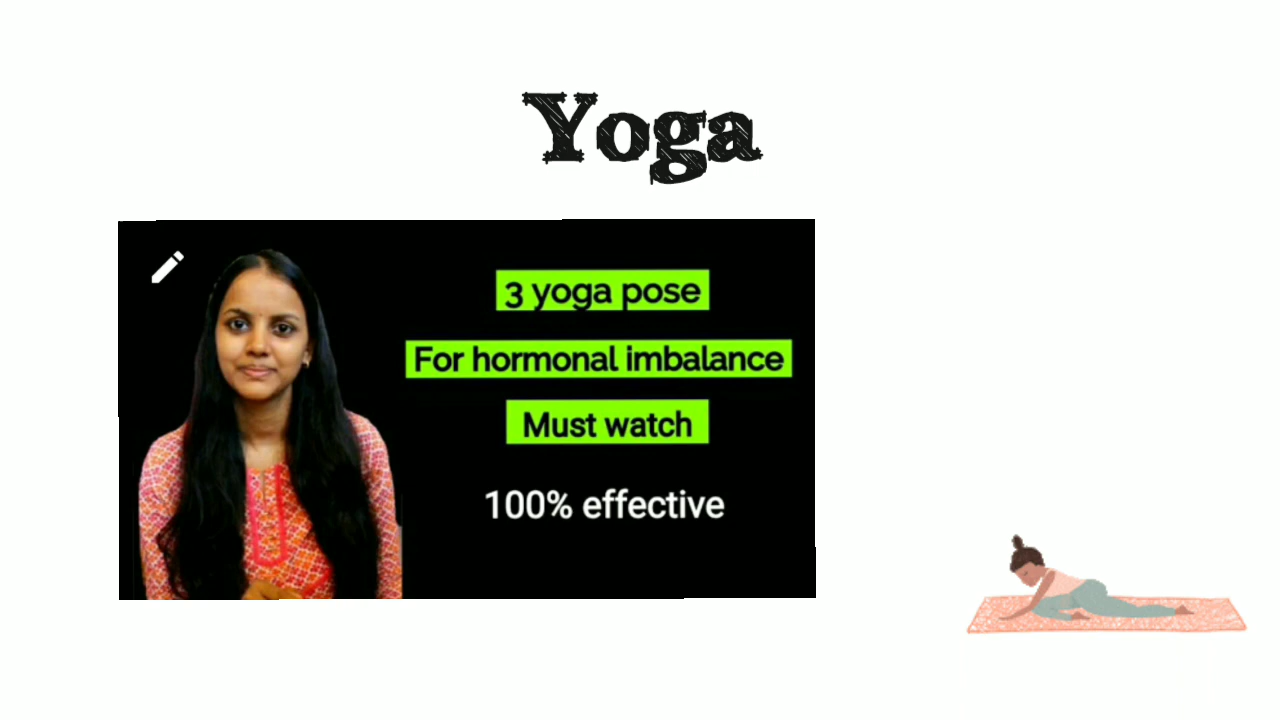 Yoga
3 yoga pose
For hormonal imbalance
Must watch
100% effective